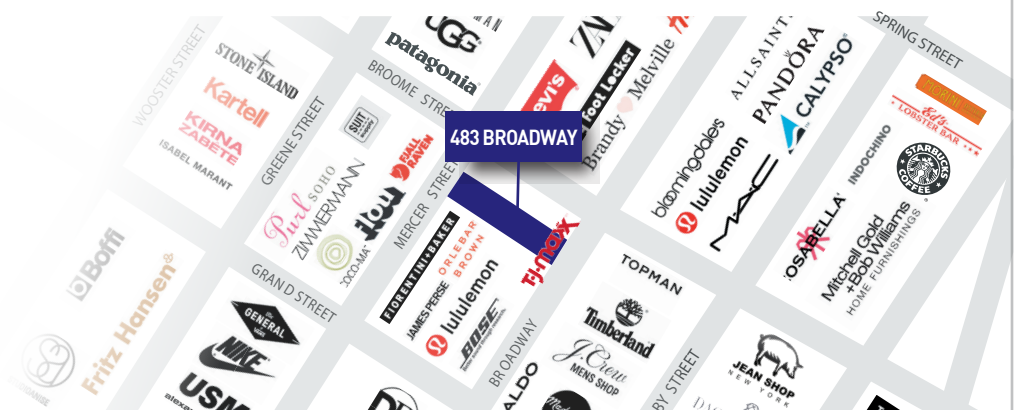 WOOSTER STREET
STONE ISLAND
Kartell
KIRNA
ZABÊTE
ISABEL MARANT
GREENE STREET
UGG
patagonia
BROOME STRE
SUIT
supply
FJALL
RAVEN
Purl SOHO
ZIMMERMANN
MERCER STREET
483 BROADWAY
foot Locker
Brandy Melville
ALLSAINTS
PANDORA
CALYPSO
bloomingdale's
lululemon
MAC
SPRING STREET
Ed's
LOBSTER BAR
INDOCHINO
STARBUCKS
COFFEE
OSABELLA
Mitchell Gold
+Bob Williams
HOME FURNISHINGS
FIORENTINI+BAKER
ORLEBAR
BROWN
JAMES PERSE
lululemon
BOSE
T·J·maxx
GRAND STREET
Boffi
Fritz Hansen
The
GENERAL
NIKE
USM
BROADWAY
ALDO
TOPMAN
Timberland
J.Crew
MENS SHOP
BY STREET
JEAN SHOP
NEW YORK